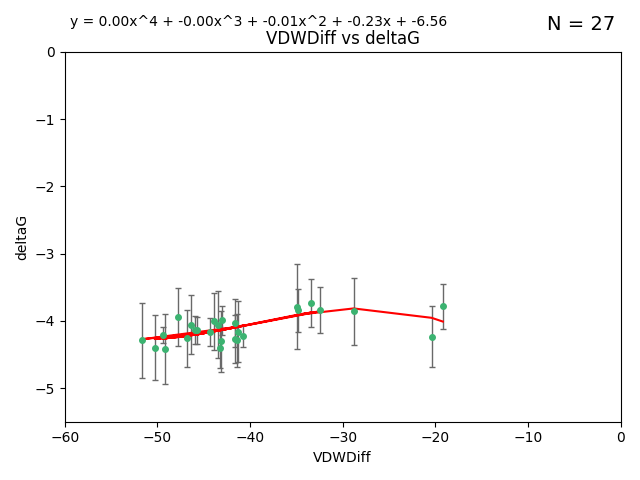 y = 0.00x^4 + -0.00x^3 + -0.01x^2 + -0.23x + -6.56
N = 27
VDWDiff vs deltaG
0
−1
−2
−3
−4
−5
deltaG
−60 −50 −40 −30 −20 −10 0
VDWDiff